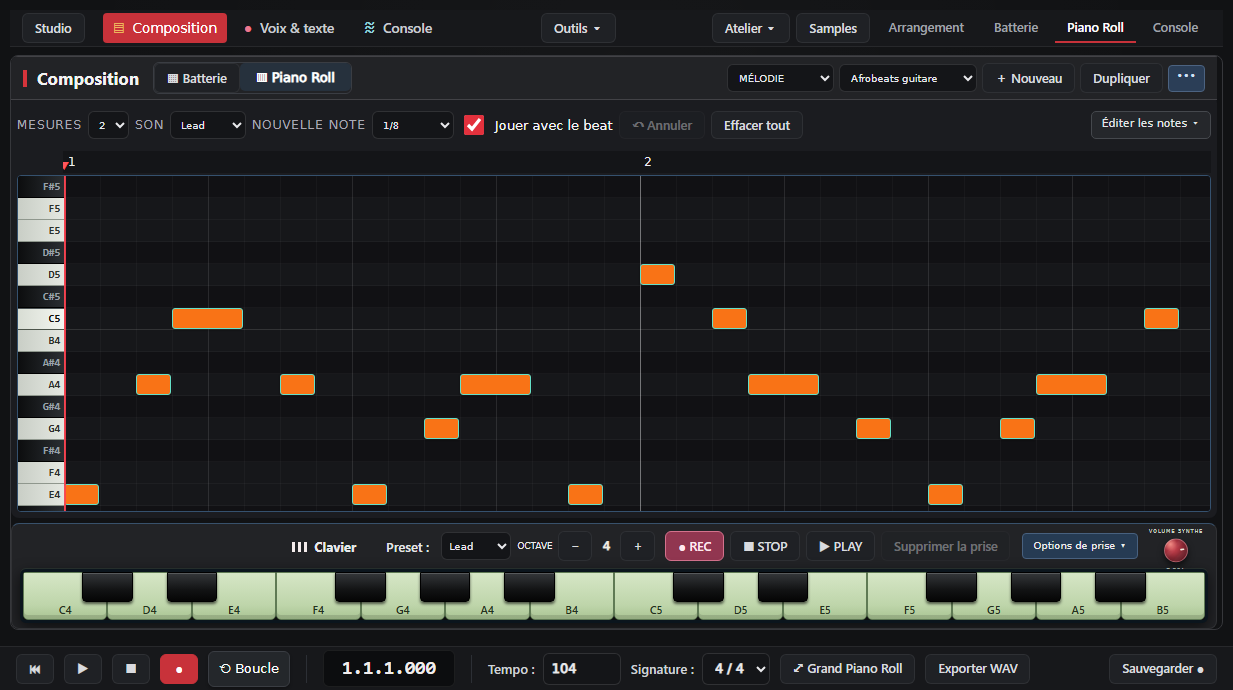 Studio Composition Voix & texte Console Outils Atelier Samples Arrangement Batterie Piano Roll Console
Composition Batterie Piano Roll MÉLODIE Afrobeats guitare + Nouveau Dupliquer ...
MESURES 2 SON Lead NOUVELLE NOTE 1/8 Jouer avec le beat Annuler Effacer tout Éditer les notes
1 2
F#5
F5
E5
D#5
D5
C#5
C5
B4
A#4
A4
G#4
G4
F#4
F4
E4
Clavier Preset : Lead OCTAVE − 4 + REC STOP PLAY Supprimer la prise Options de prise VOLUME SYNTHE
C4 D4 E4 F4 G4 A4 B4 C5 D5 E5 F5 G5 A5 B5
Boucle 1.1.1.000 Tempo : 104 Signature : 4 / 4 Grand Piano Roll Exporter WAV Sauvegarder